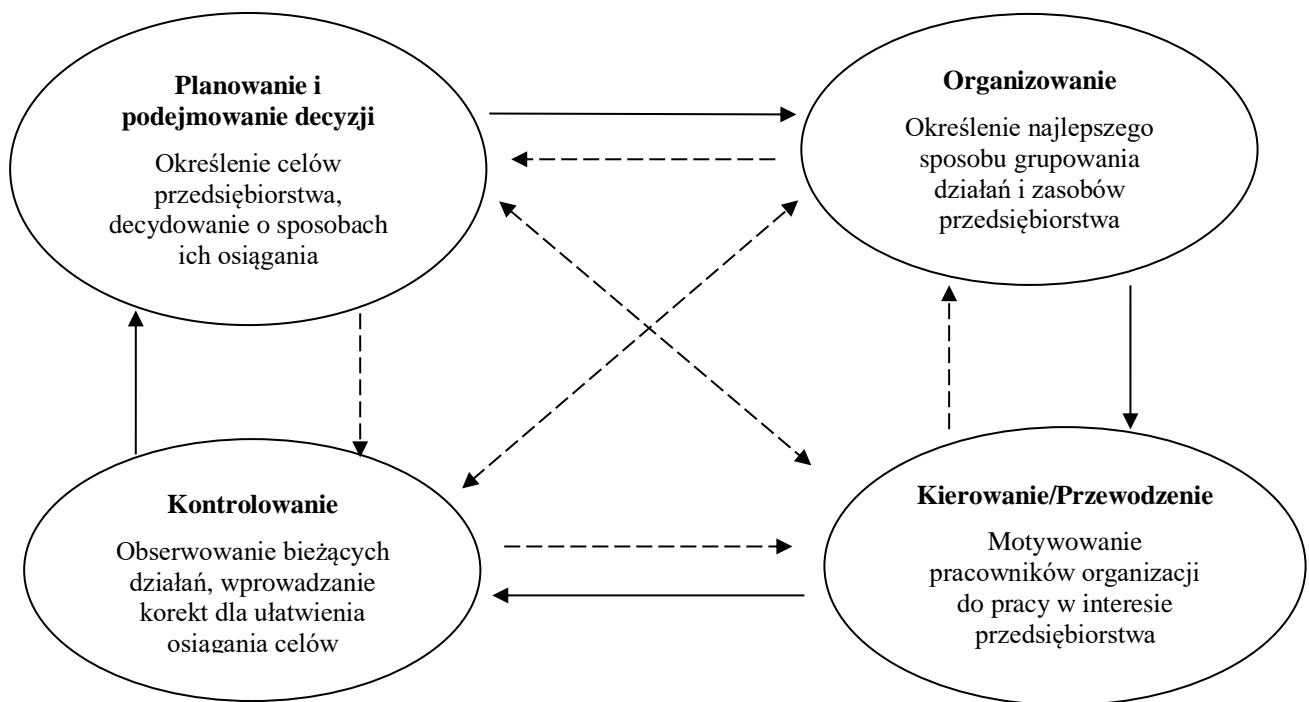 Planowanie i
podejmowanie decyzji
Określenie celów
przedsiębiorstwa,
decydowanie o sposobach
ich osiągania
Organizowanie
Określenie najlepszego
sposobu grupowania
działań i zasobów
przedsiębiorstwa
Kontrolowanie
Obserwowanie bieżących
działań, wprowadzanie
korekt dla ułatwienia
osiągania celów
Kierowanie/Przewodzenie
Motywowanie
pracowników organizacji
do pracy w interesie
przedsiębiorstwa